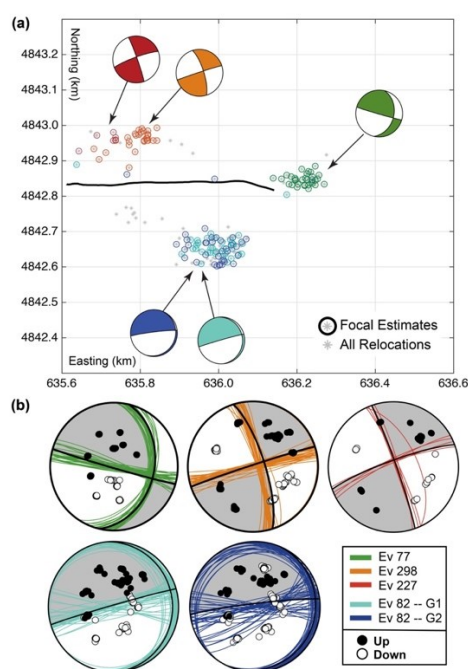 (a)
Northing (km)
4843.3
4843.2
4843.1
4843.0
4842.9
4842.8
4842.7
4842.6
4842.5
4842.4
Focal Estimates
All Relocations
Easting (km)
635.6 635.8 636.0 636.2 636.4 636.6
(b)
Ev 77
Ev 298
Ev 227
Ev 82 -- G1
Ev 82 -- G2
Up
Down